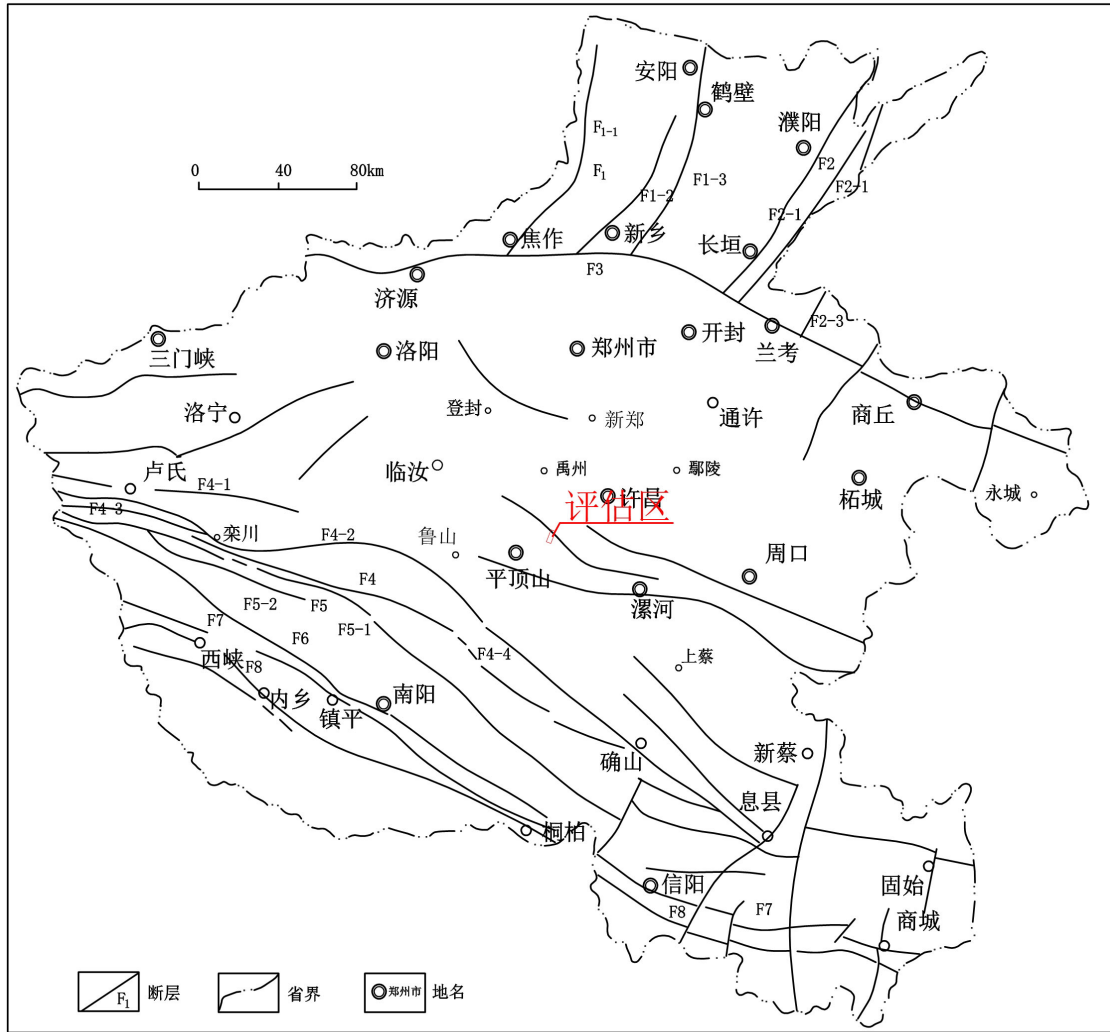 安阳
鹤壁
濮阳
F1-1
F1
F1-2
F1-3
F2
F2-1
F2-1
0 40 80km
焦作
新乡
长垣
F3
济源
F2-3
三门峡
洛阳
郑州市
开封
兰考
洛宁
登封
新郑
通许
商丘
卢氏
临汝
禹州
鄢陵
柘城
永城
F4-1
许昌
评估区
F4-3
栾川
F4-2
鲁山
平顶山
周口
F4
漯河
F5-2
F5
F7
F6
F5-1
西峡
F8
F4-4
上蔡
内乡
镇平
南阳
确山
新蔡
息县
桐柏
信阳
固始
F8
F7
商城
F1
断层
省界
郑州市
地名